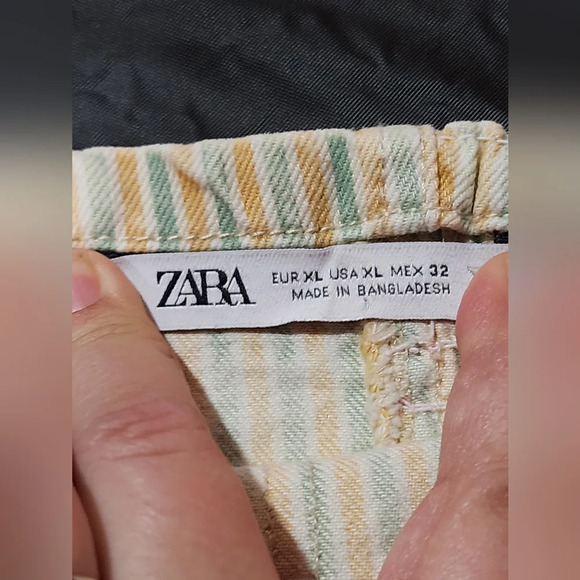 ZARA
EUR XL USA XL MEX 32
MADE IN BANGLADESH